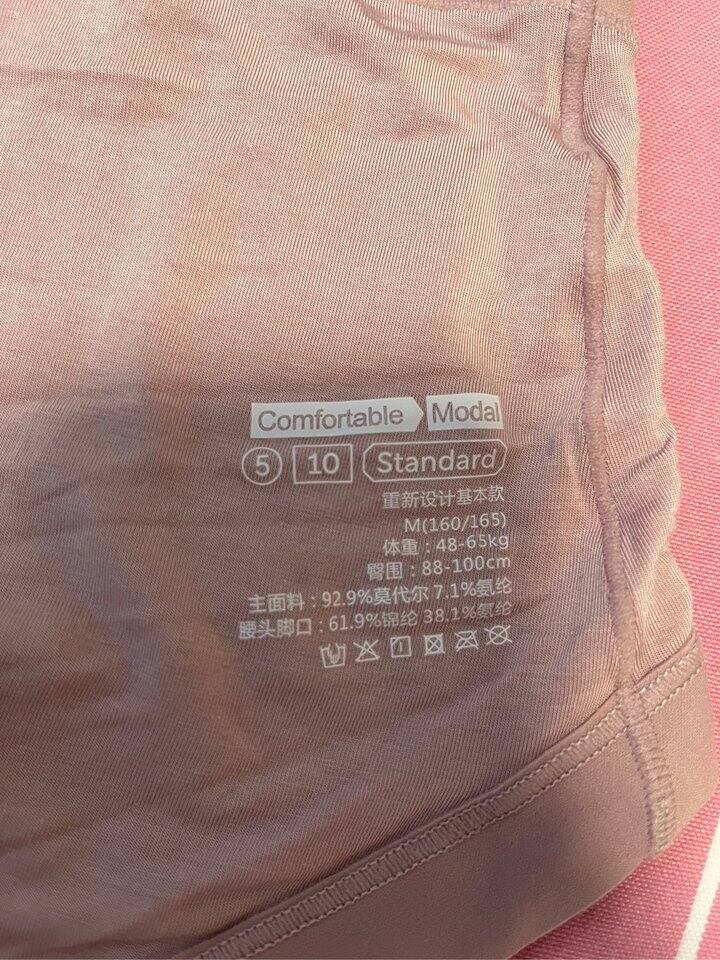 Comfortable Modal
5 10 Standard
重新设计基本款
M(160/165)
体重：48-65kg
臀围：88-100cm
主面料：92.9%莫代尔 7.1%氨纶
腰头脚口：61.9%锦纶 38.1%氨纶